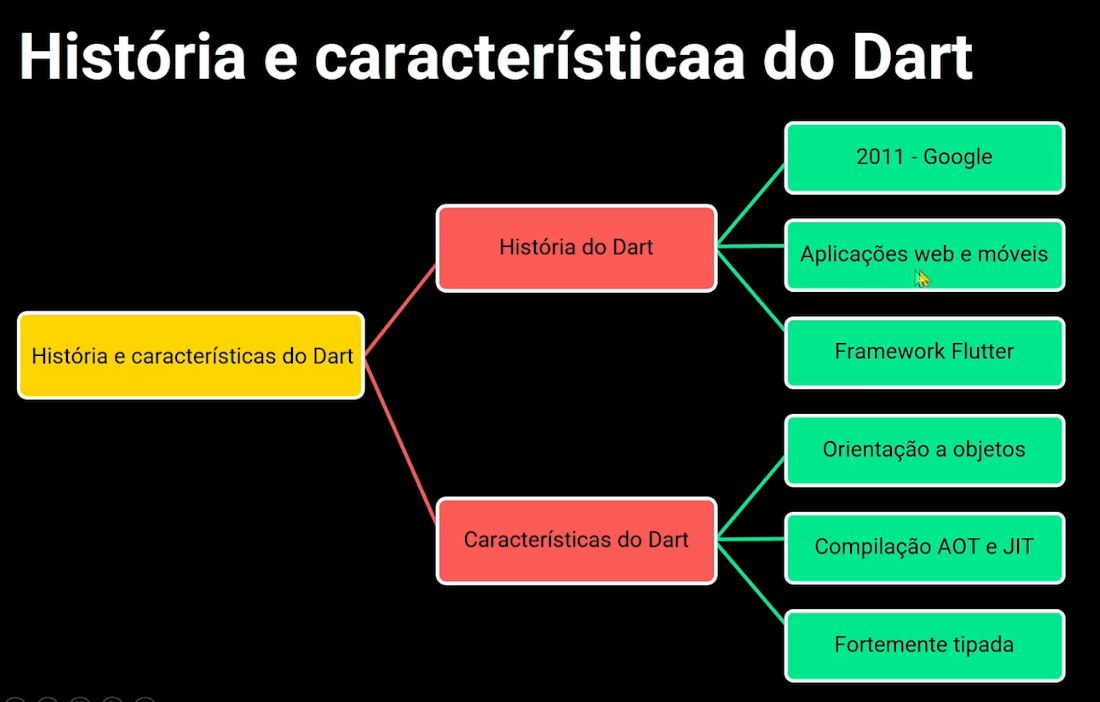 História e característicaa do Dart
História e características do Dart
História do Dart
2011 - Google
Aplicações web e móveis
Framework Flutter
Características do Dart
Orientação a objetos
Compilação AOT e JIT
Fortemente tipada